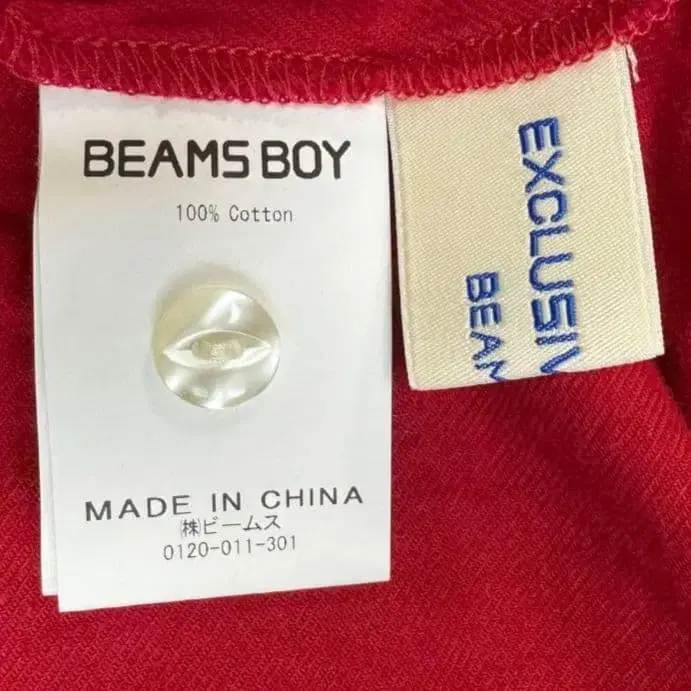 BEAMS BOY
100% Cotton
MADE IN CHINA
㈱ビームス
0120-011-301
EXCLUSIV
BEAM